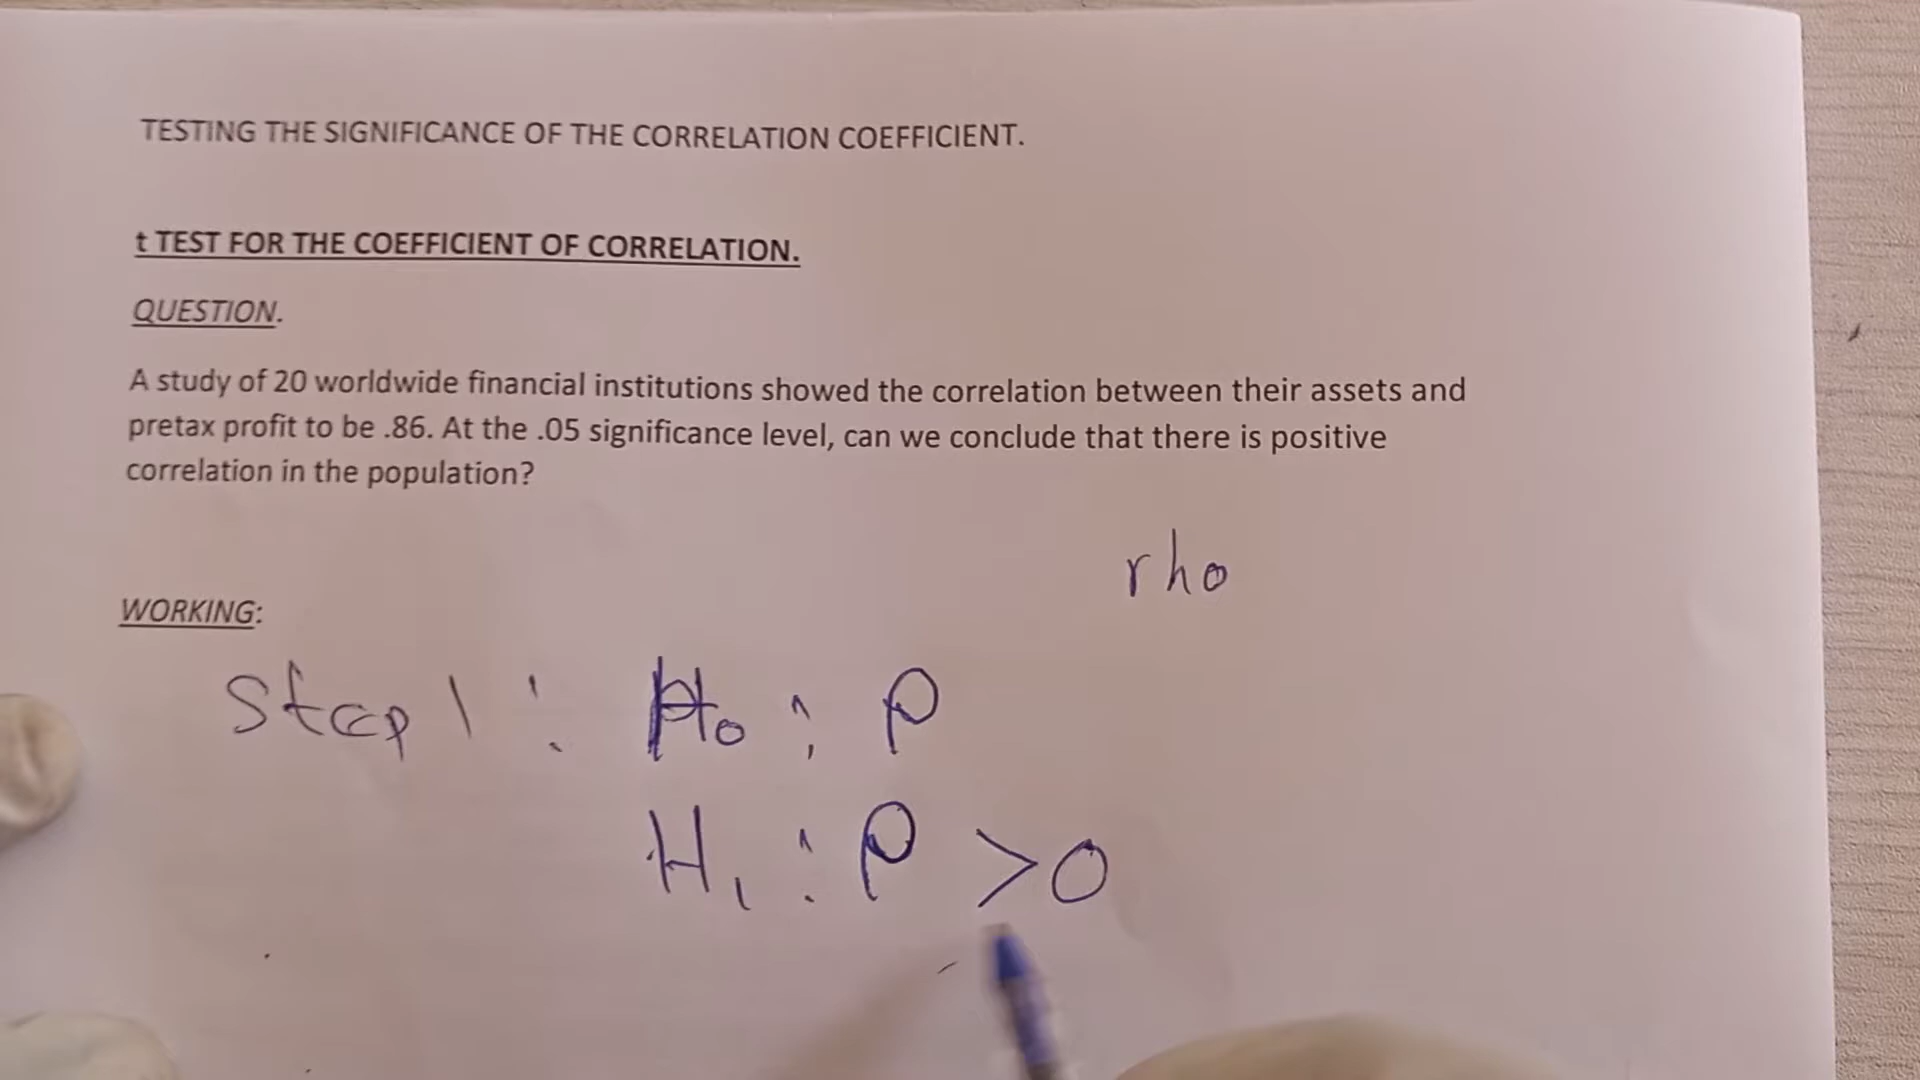 TESTING THE SIGNIFICANCE OF THE CORRELATION COEFFICIENT.
t TEST FOR THE COEFFICIENT OF CORRELATION.
QUESTION.
A study of 20 worldwide financial institutions showed the correlation between their assets and
pretax profit to be .86. At the .05 significance level, can we conclude that there is positive
correlation in the population?
rho
WORKING:
Step 1 : H₀ : ρ
H₁ : ρ > 0